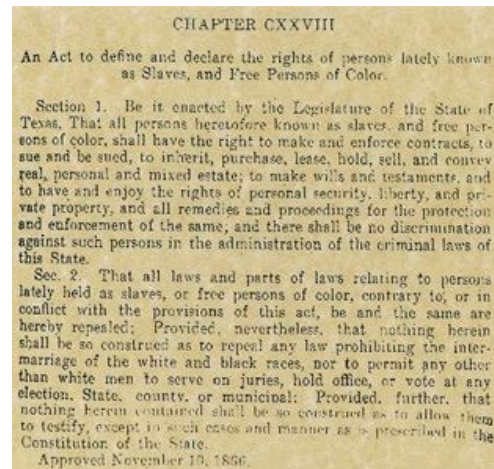 CHAPTER CXXVIII
An Act to define and declare the rights of persons lately known
as Slaves, and Free Persons of Color.
Section 1. Be it enacted by the Legislature of the State of
Texas, That all persons heretofore known as slaves, and free per-
sons of color, shall have the right to make and enforce contracts, to
sue and be sued, to inherit, purchase, lease, hold, sell, and convey
real, personal and mixed estate; to make wills and testaments, and
to have and enjoy the rights of personal security, liberty, and pri-
vate property, and all remedies and proceedings for the protection
and enforcement of the same; and there shall be no discrimination
against such persons in the administration of the criminal laws of
this State.
Sec. 2. That all laws and parts of laws relating to persons
lately held as slaves, or free persons of color, contrary to, or in
conflict with the provisions of this act, be and the same are
hereby repealed; Provided, nevertheless, that nothing herein
shall be so construed as to repeal any law prohibiting the inter-
marriage of the white and black races, nor to permit any other
than white men to serve on juries, hold office, or vote at any
election, State, county, or municipal; Provided, further, that
nothing herein contained shall be so construed as to allow them
to testify, except in such cases and manner as is prescribed in the
Constitution of the State.
Approved November 10, 1866.